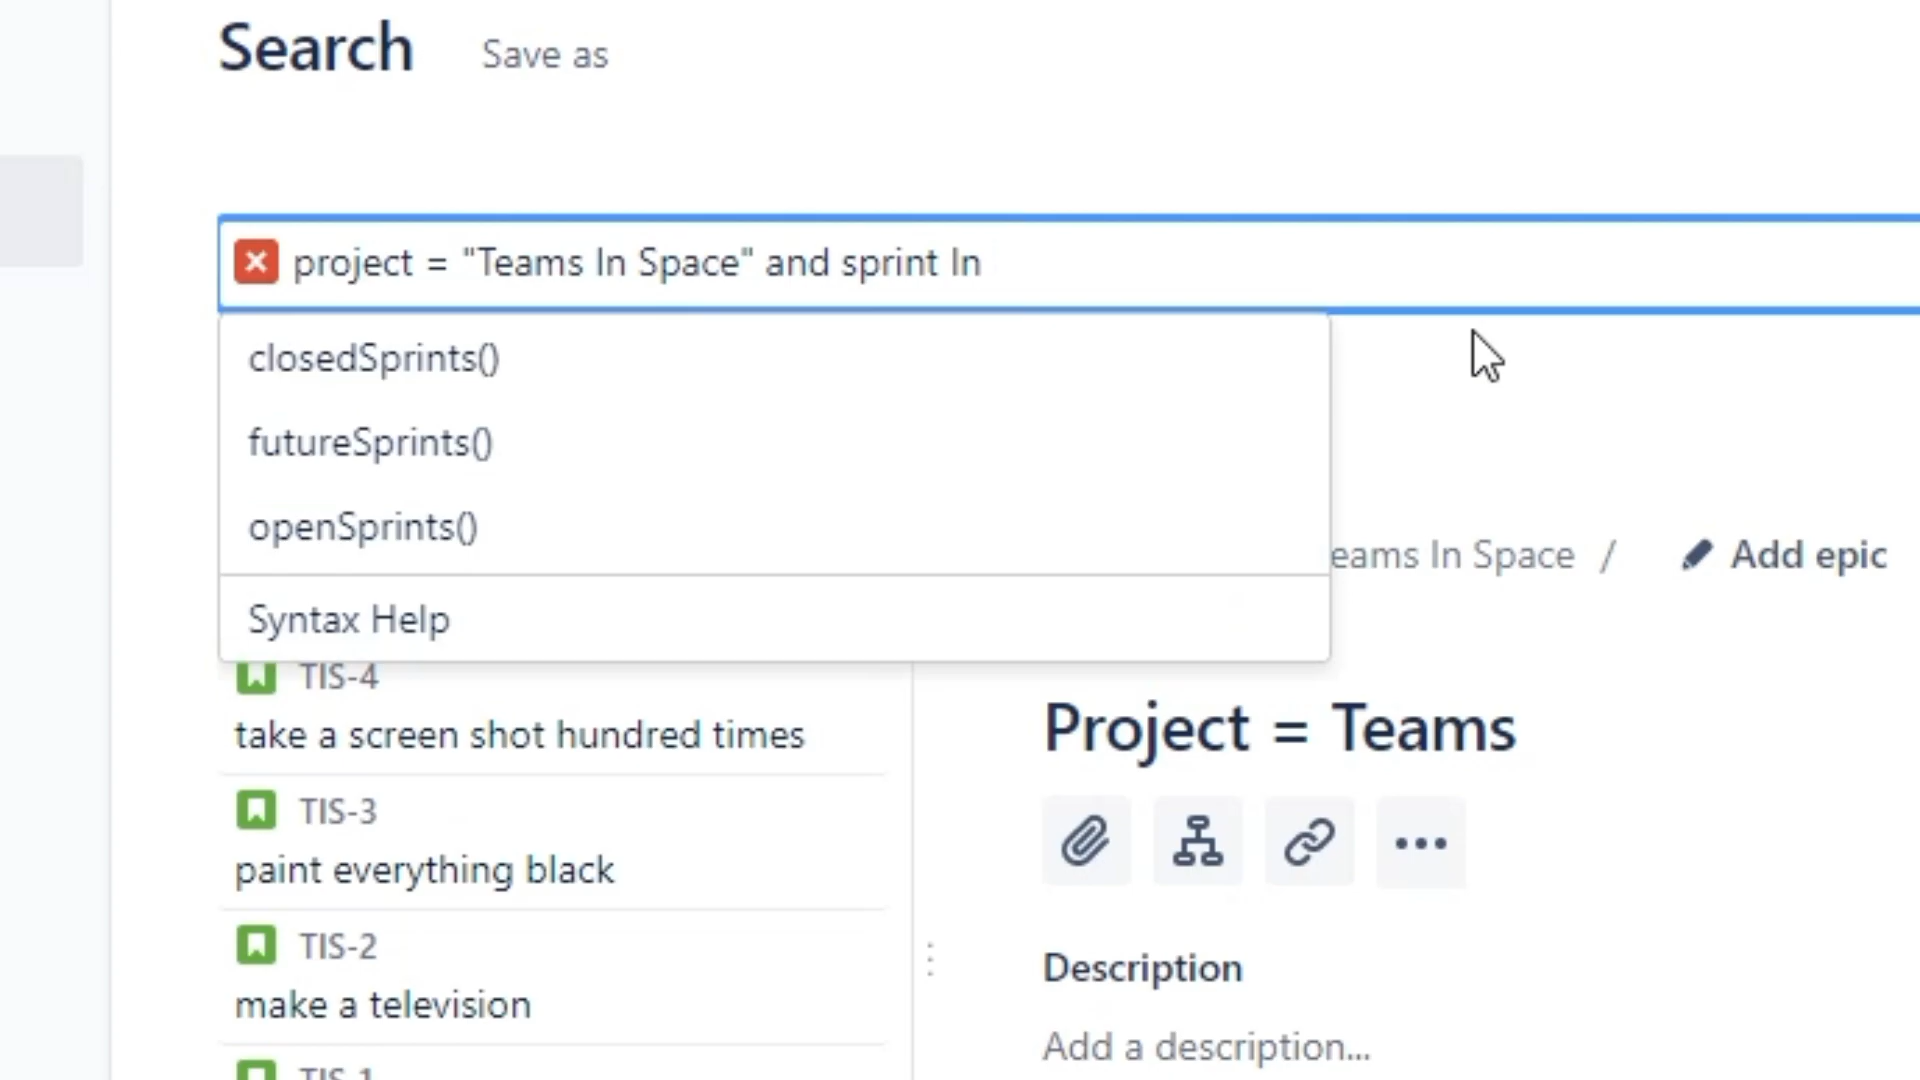 Search Save as
project = "Teams In Space" and sprint In
closedSprints()
futureSprints()
openSprints()
eams In Space / Add epic
Syntax Help
TIS-4
take a screen shot hundred times
Project = Teams
TIS-3
paint everything black
TIS-2
make a television
Description
Add a description...
TIS-1